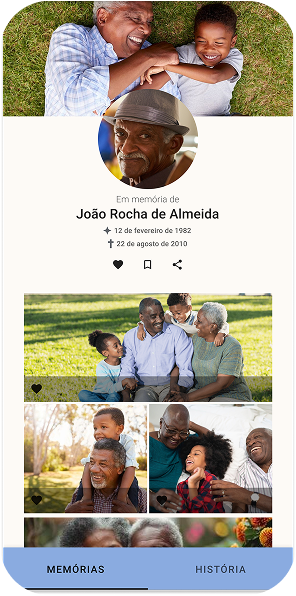 Em memória de
João Rocha de Almeida
12 de fevereiro de 1982
22 de agosto de 2010
MEMÓRIAS
HISTÓRIA